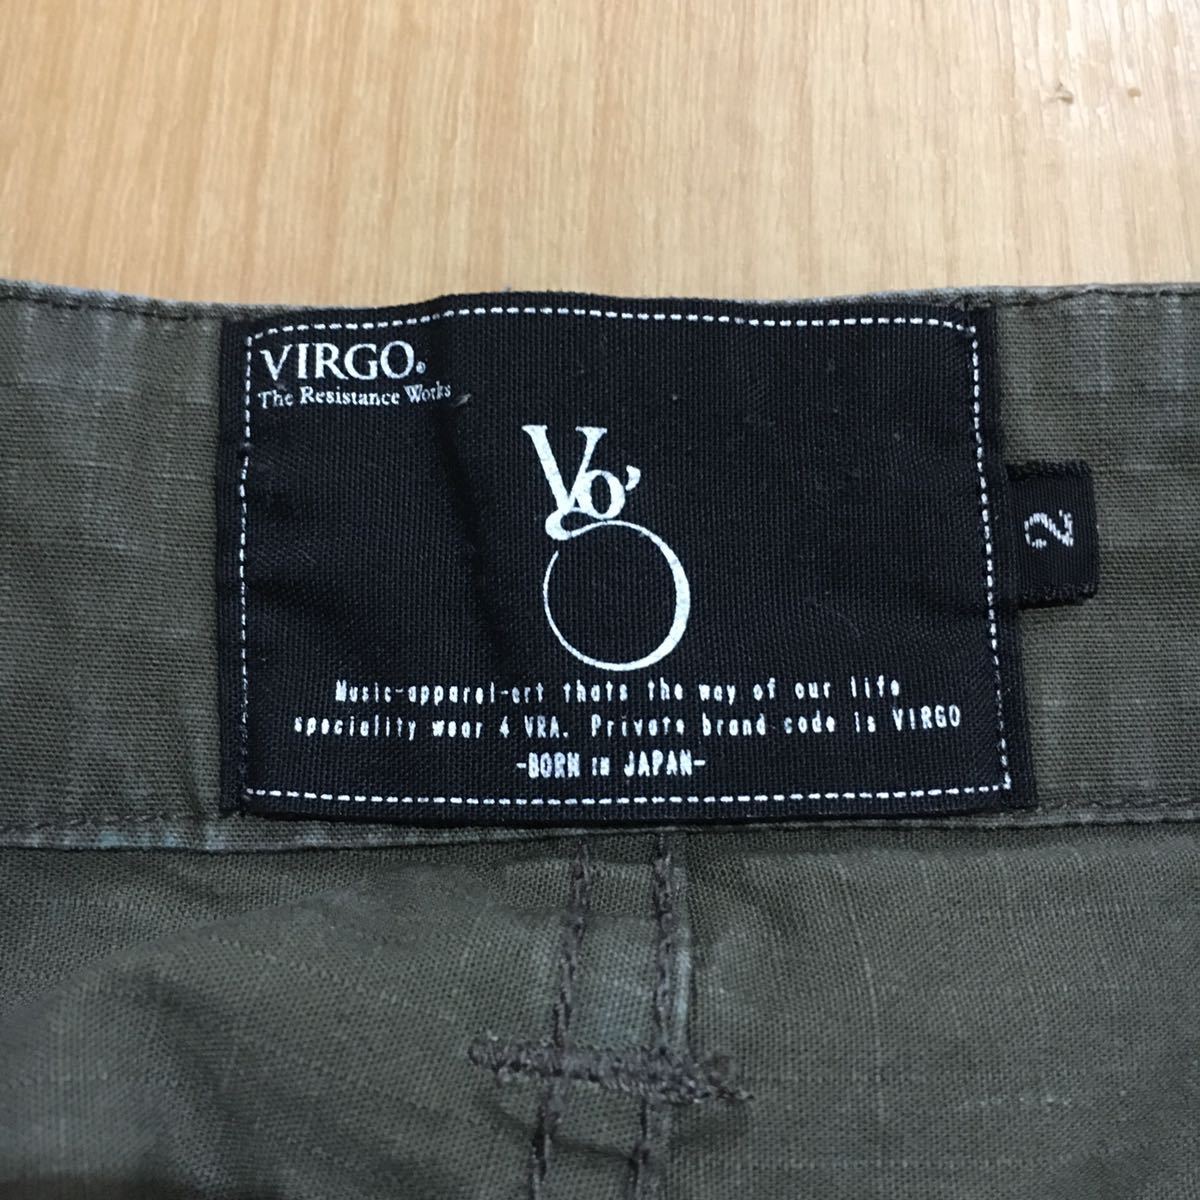 VIRGO®
The Resistance Works
Vo'
Music-apparel-art thats the way of our life
speciality wear 4 VRA. Private brand code is VIRGO
-BORN IN JAPAN-
2